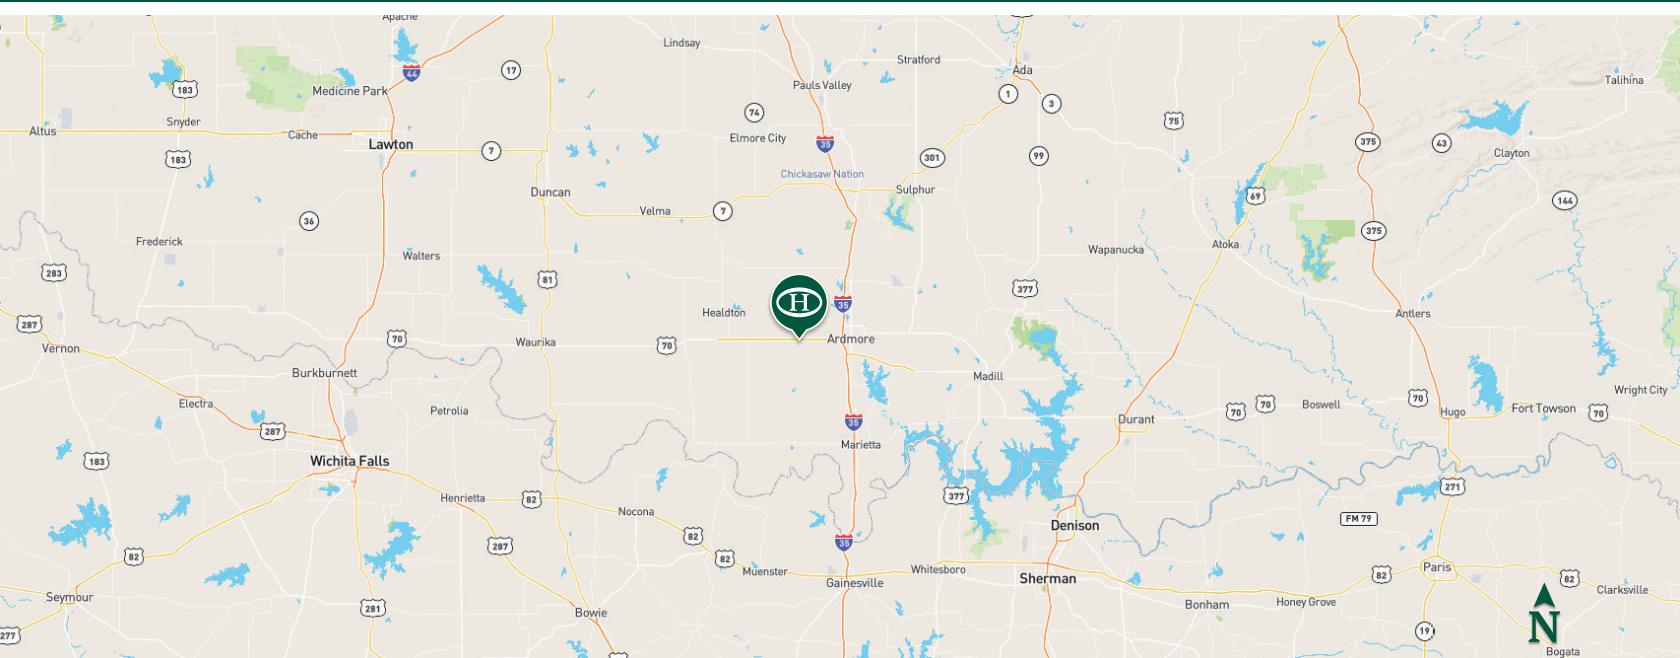 Apache
Lindsay
Stratford
Ada
Talihina
44
17
183
Medicine Park
Pauls Valley
1
3
74
75
Snyder
Altus
Cache
Elmore City
35
375
43
Lawton
7
183
301
99
Clayton
Chickasaw Nation
Duncan
Sulphur
69
144
Velma
7
36
375
Frederick
Walters
Wapanucka
Atoka
283
81
377
H
35
Healdton
Antlers
287
Vernon
70
Waurika
70
Ardmore
Burkburnett
Madill
Wright City
Electra
Petrolia
70
70
Boswell
70
Hugo
Fort Towson
70
287
35
Durant
Marietta
183
Wichita Falls
Henrietta
82
377
271
Nocona
FM 79
Denison
82
287
82
82
35
Muenster
Whitesboro
Gainesville
Sherman
82
Paris
82
Clarksville
Seymour
281
Bowie
Bonham
Honey Grove
277
19
N
Bogata